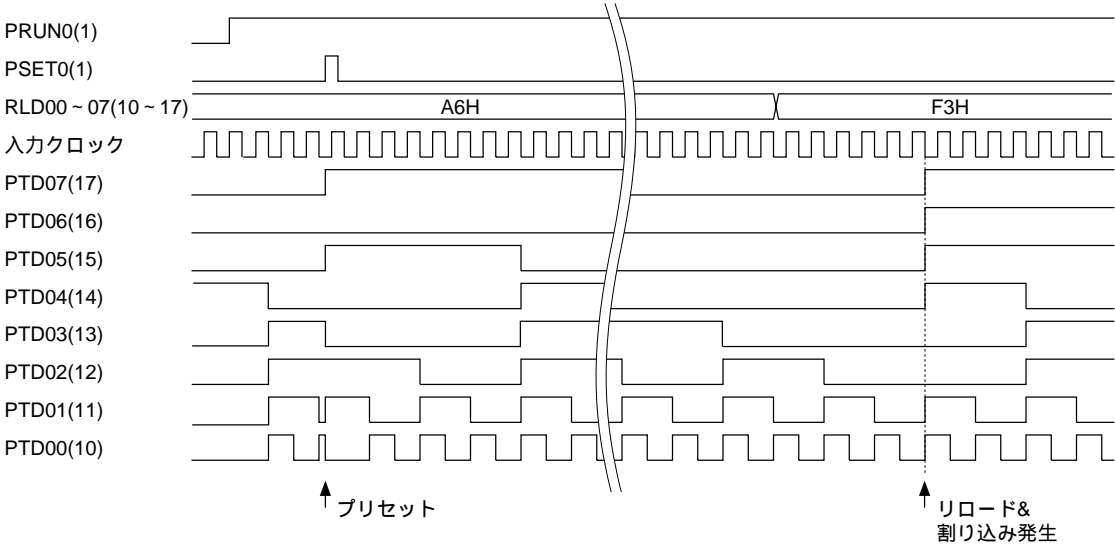 PRUN0(1)
PSET0(1)
RLD00~07(10~17) A6H F3H
入力クロック
PTD07(17)
PTD06(16)
PTD05(15)
PTD04(14)
PTD03(13)
PTD02(12)
PTD01(11)
PTD00(10)
プリセット
リロード&
割り込み発生